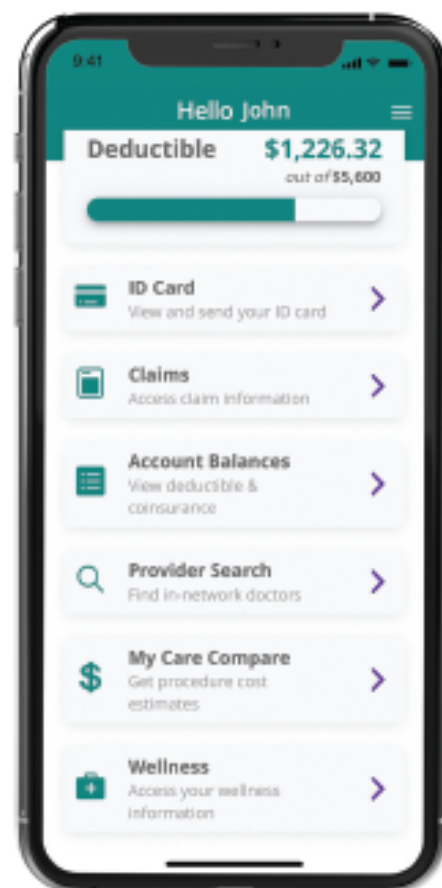 9:41
Hello John
Deductible $1,226.32
out of $5,600
ID Card
View and send your ID card
Claims
Access claim information
Account Balances
View deductible &
coinsurance
Provider Search
Find in-network doctors
My Care Compare
Get procedure cost
estimates
Wellness
Access your wellness
information